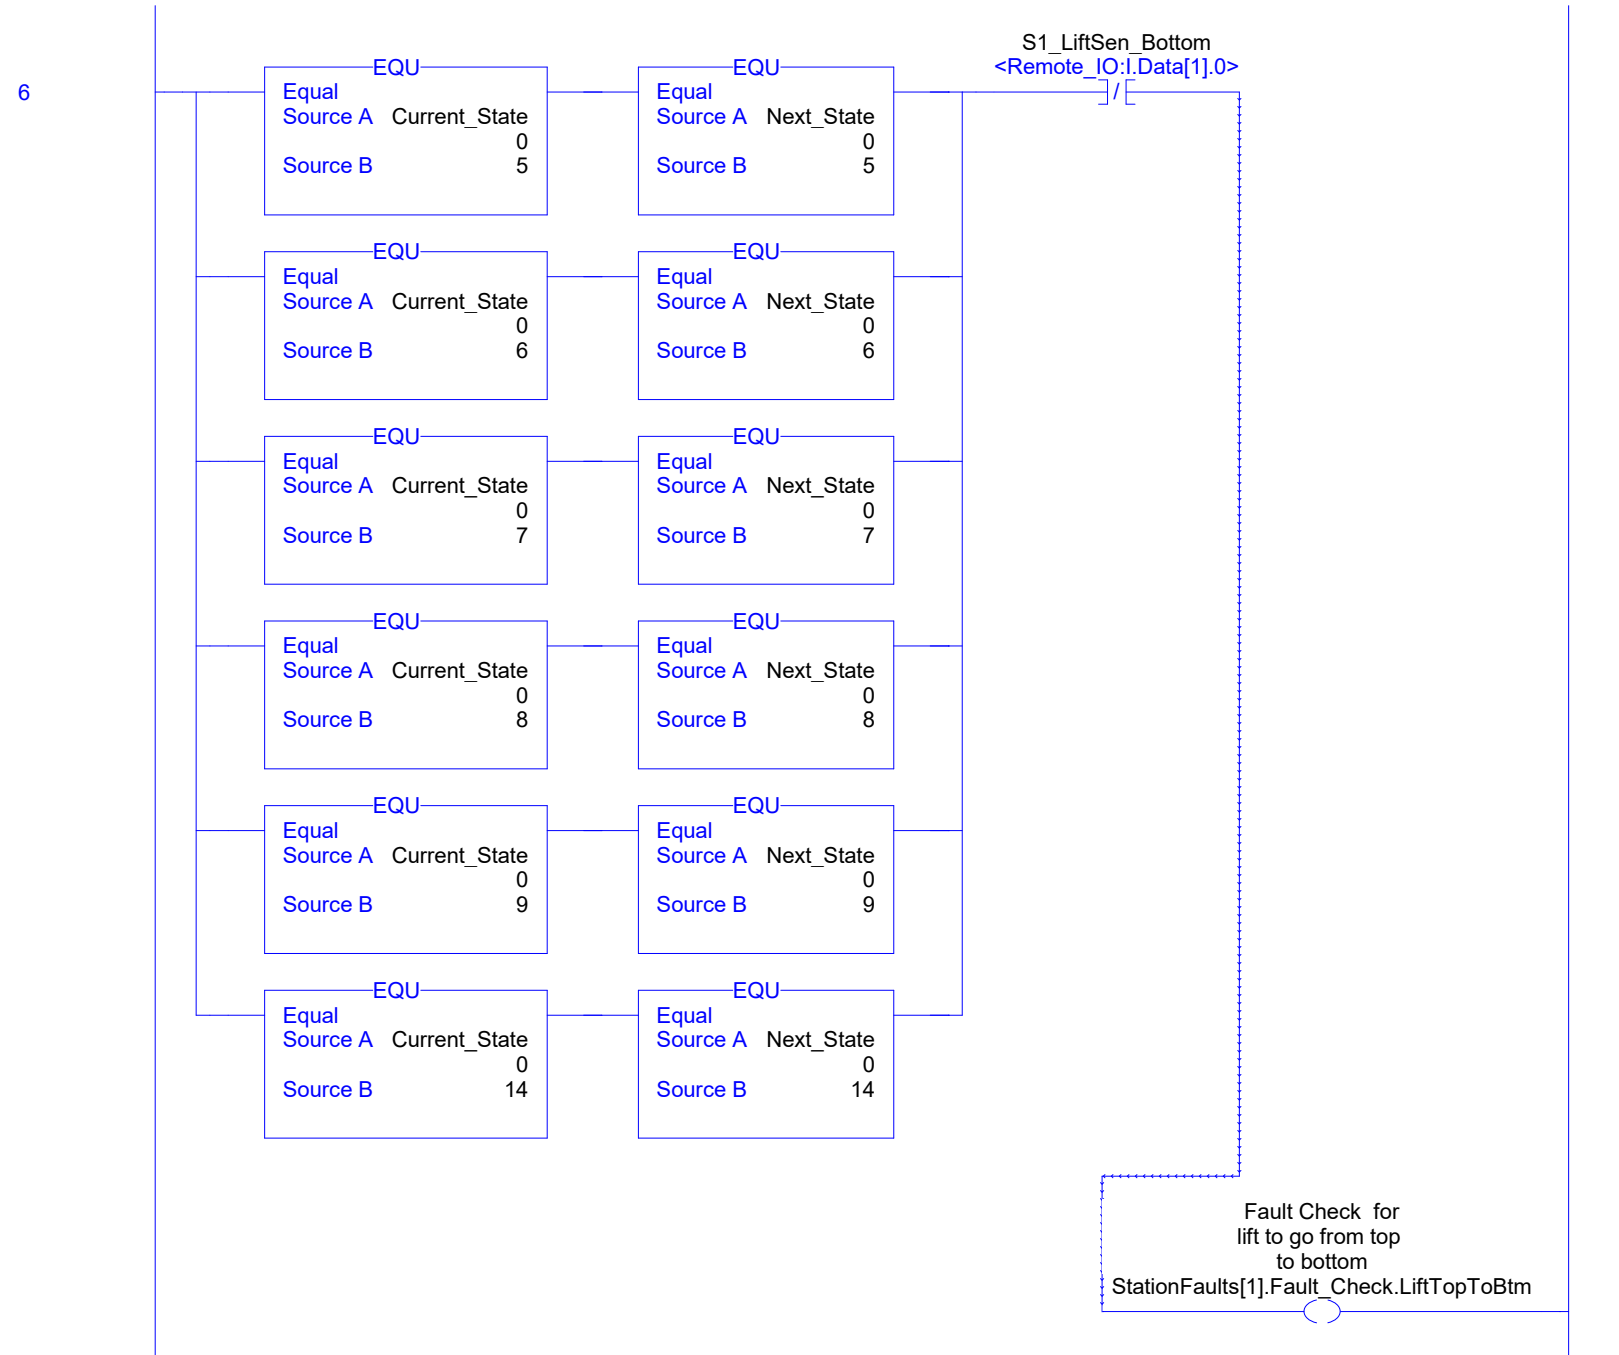 S1_LiftSen_Bottom
<Remote_IO:I.Data[1].0>
6
EQU
Equal
Source A Current_State
0
Source B 5
EQU
Equal
Source A Next_State
0
Source B 5
/
EQU
Equal
Source A Current_State
0
Source B 6
EQU
Equal
Source A Next_State
0
Source B 6
EQU
Equal
Source A Current_State
0
Source B 7
EQU
Equal
Source A Next_State
0
Source B 7
EQU
Equal
Source A Current_State
0
Source B 8
EQU
Equal
Source A Next_State
0
Source B 8
EQU
Equal
Source A Current_State
0
Source B 9
EQU
Equal
Source A Next_State
0
Source B 9
EQU
Equal
Source A Current_State
0
Source B 14
EQU
Equal
Source A Next_State
0
Source B 14
Fault Check  for
lift to go from top
to bottom
StationFaults[1].Fault_Check.LiftTopToBtm